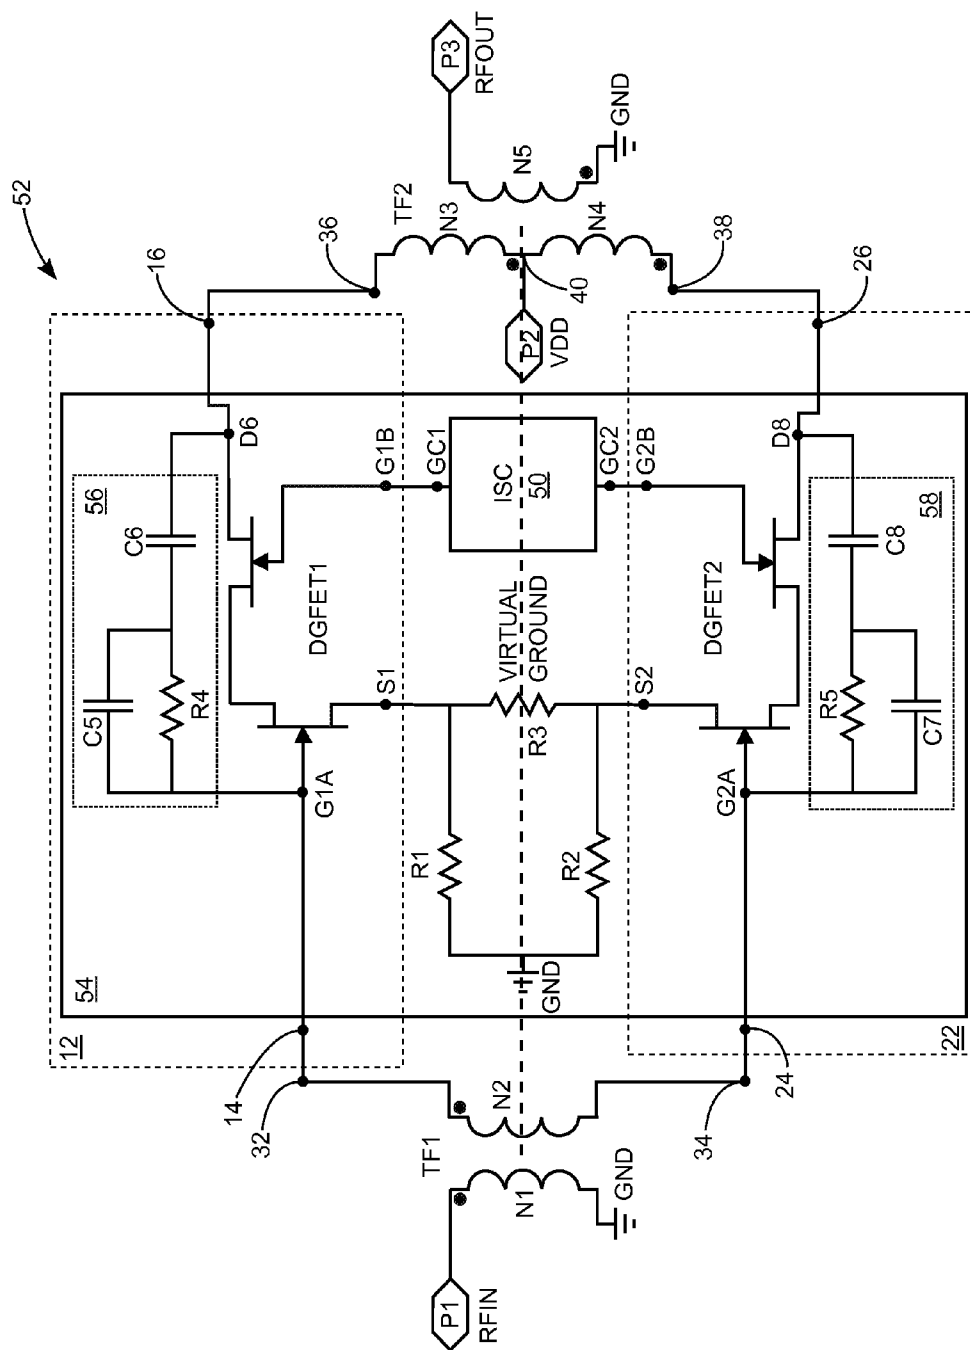 52
P1
RFIN
N1
GND
TF1
N2
32
14
34
24
12
54
22
GND
G1A
R1
R2
G2A
C5
R4
56
C6
DGFET1
S1
VIRTUAL
GROUND
R3
S2
DGFET2
R5
C7
58
C8
D6
G1B
GC1
ISC
50
GC2
G2B
D8
16
36
P2
VDD
40
38
26
TF2
N3
N4
N5
GND
P3
RFOUT